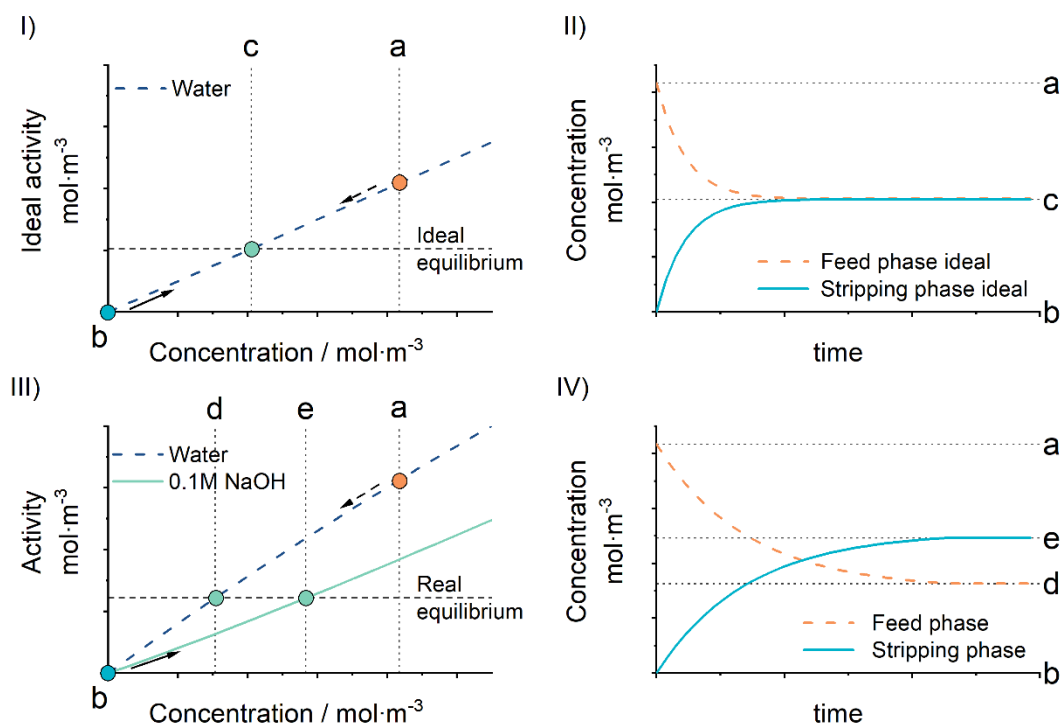 I)
c
a
Water
Ideal activity
mol·m-3
Ideal
equilibrium
b
Concentration / mol·m-3
II)
a
c
b
Concentration
mol·m-3
Feed phase ideal
Stripping phase ideal
time
III)
d
e
a
Water
0.1M NaOH
Activity
mol·m-3
Real
equilibrium
b
Concentration / mol·m-3
IV)
a
e
d
b
Concentration
mol·m-3
Feed phase
Stripping phase
time